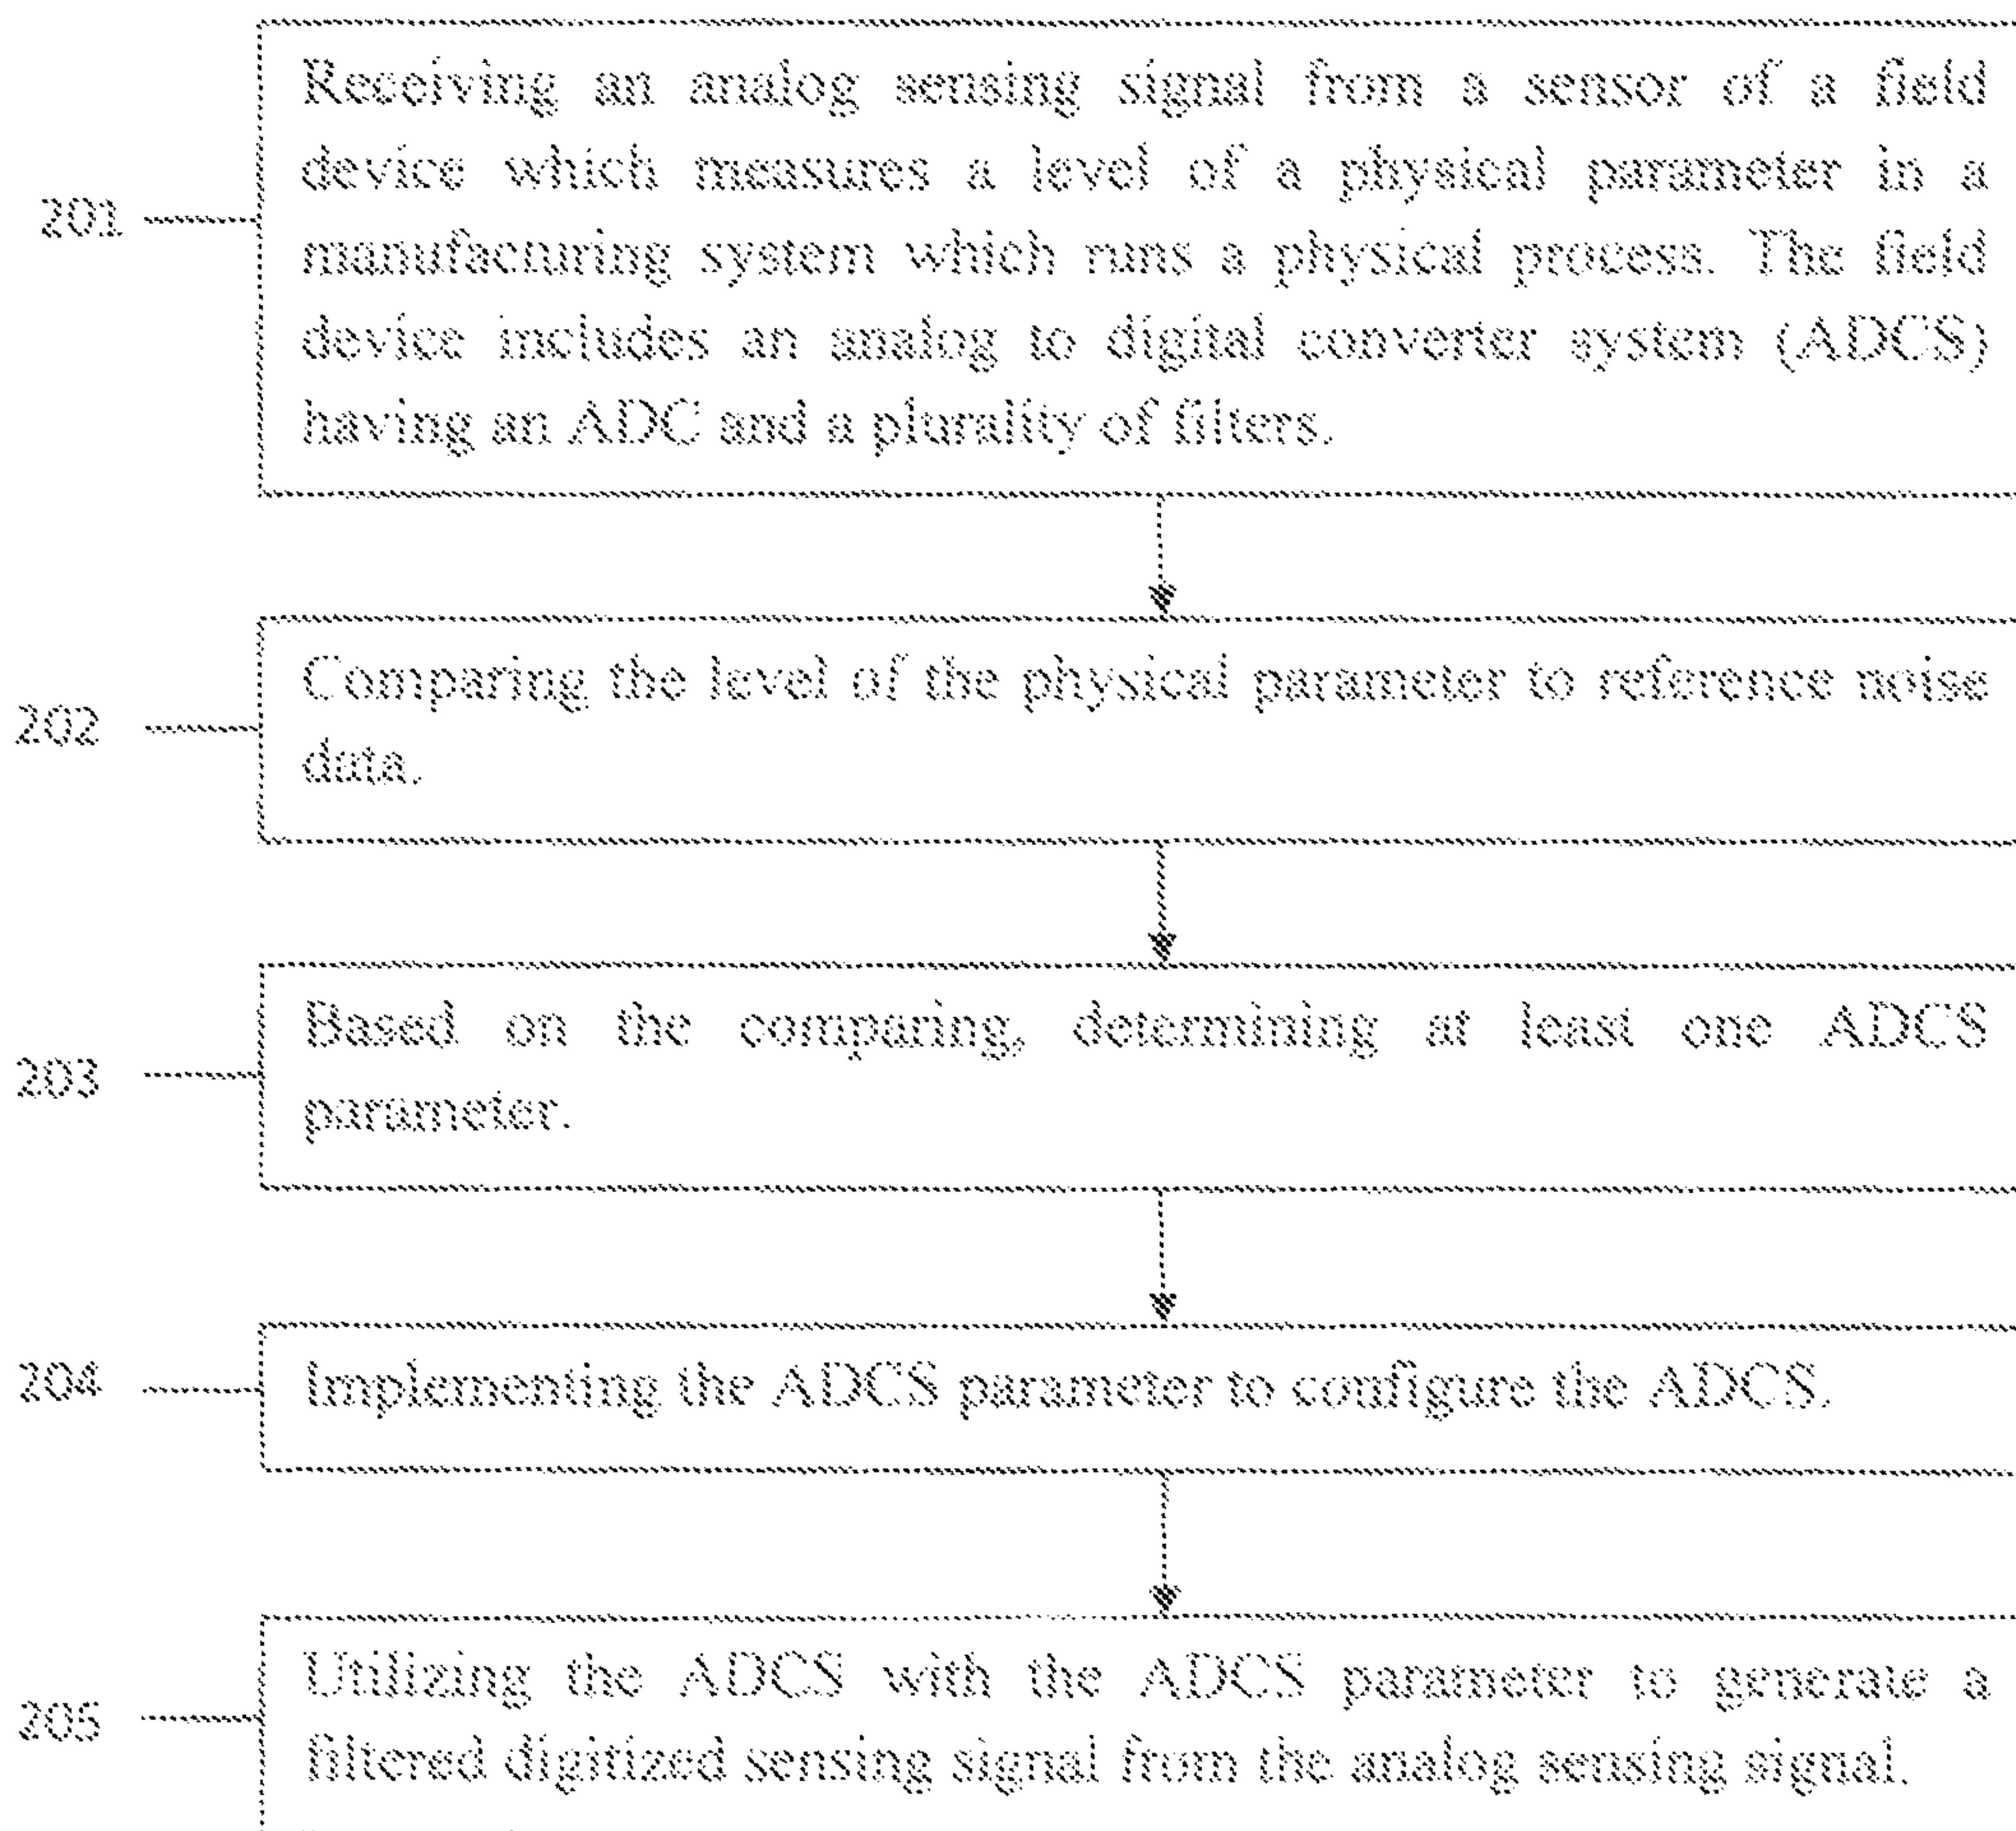 Receiving an analog sensing signal from a sensor of a field
device which measures a level of a physical parameter in a
201
manufacturing system which runs a physical process. The field
device includes an analog to digital converter system (ADCS)
having an ADC and a plurality of filters.
Comparing the level of the physical parameter to reference noise
202
data.
Based on the comparing, determining at least one ADCS
203
parameter.
204
Implementing the ADCS parameter to configure the ADCS.
Utilizing the ADCS with the ADCS parameter to generate a
205
filtered digitized sensing signal from the analog sensing signal.